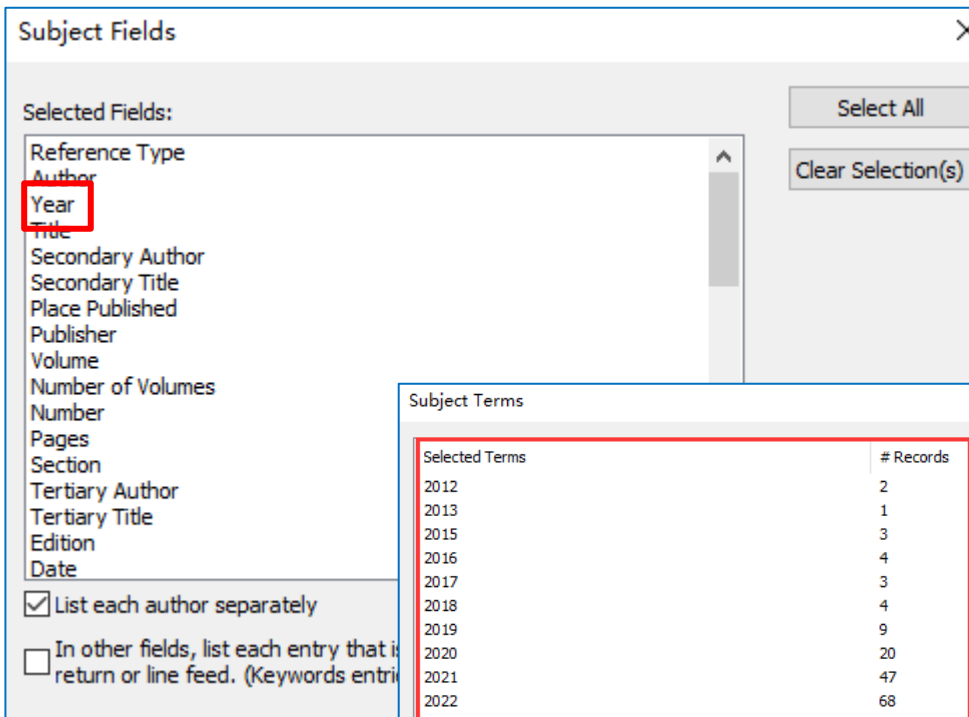 Subject Fields
Selected Fields:
Select All
Clear Selection(s)
Reference Type
Author
Year
Title
Secondary Author
Secondary Title
Place Published
Publisher
Volume
Number of Volumes
Number
Pages
Section
Tertiary Author
Tertiary Title
Edition
Date
List each author separately
In other fields, list each entry that is
return or line feed. (Keywords
Subject Terms
Selected Terms # Records
2012 2
2013 1
2015 3
2016 4
2017 3
2018 4
2019 9
2020 20
2021 47
2022 68